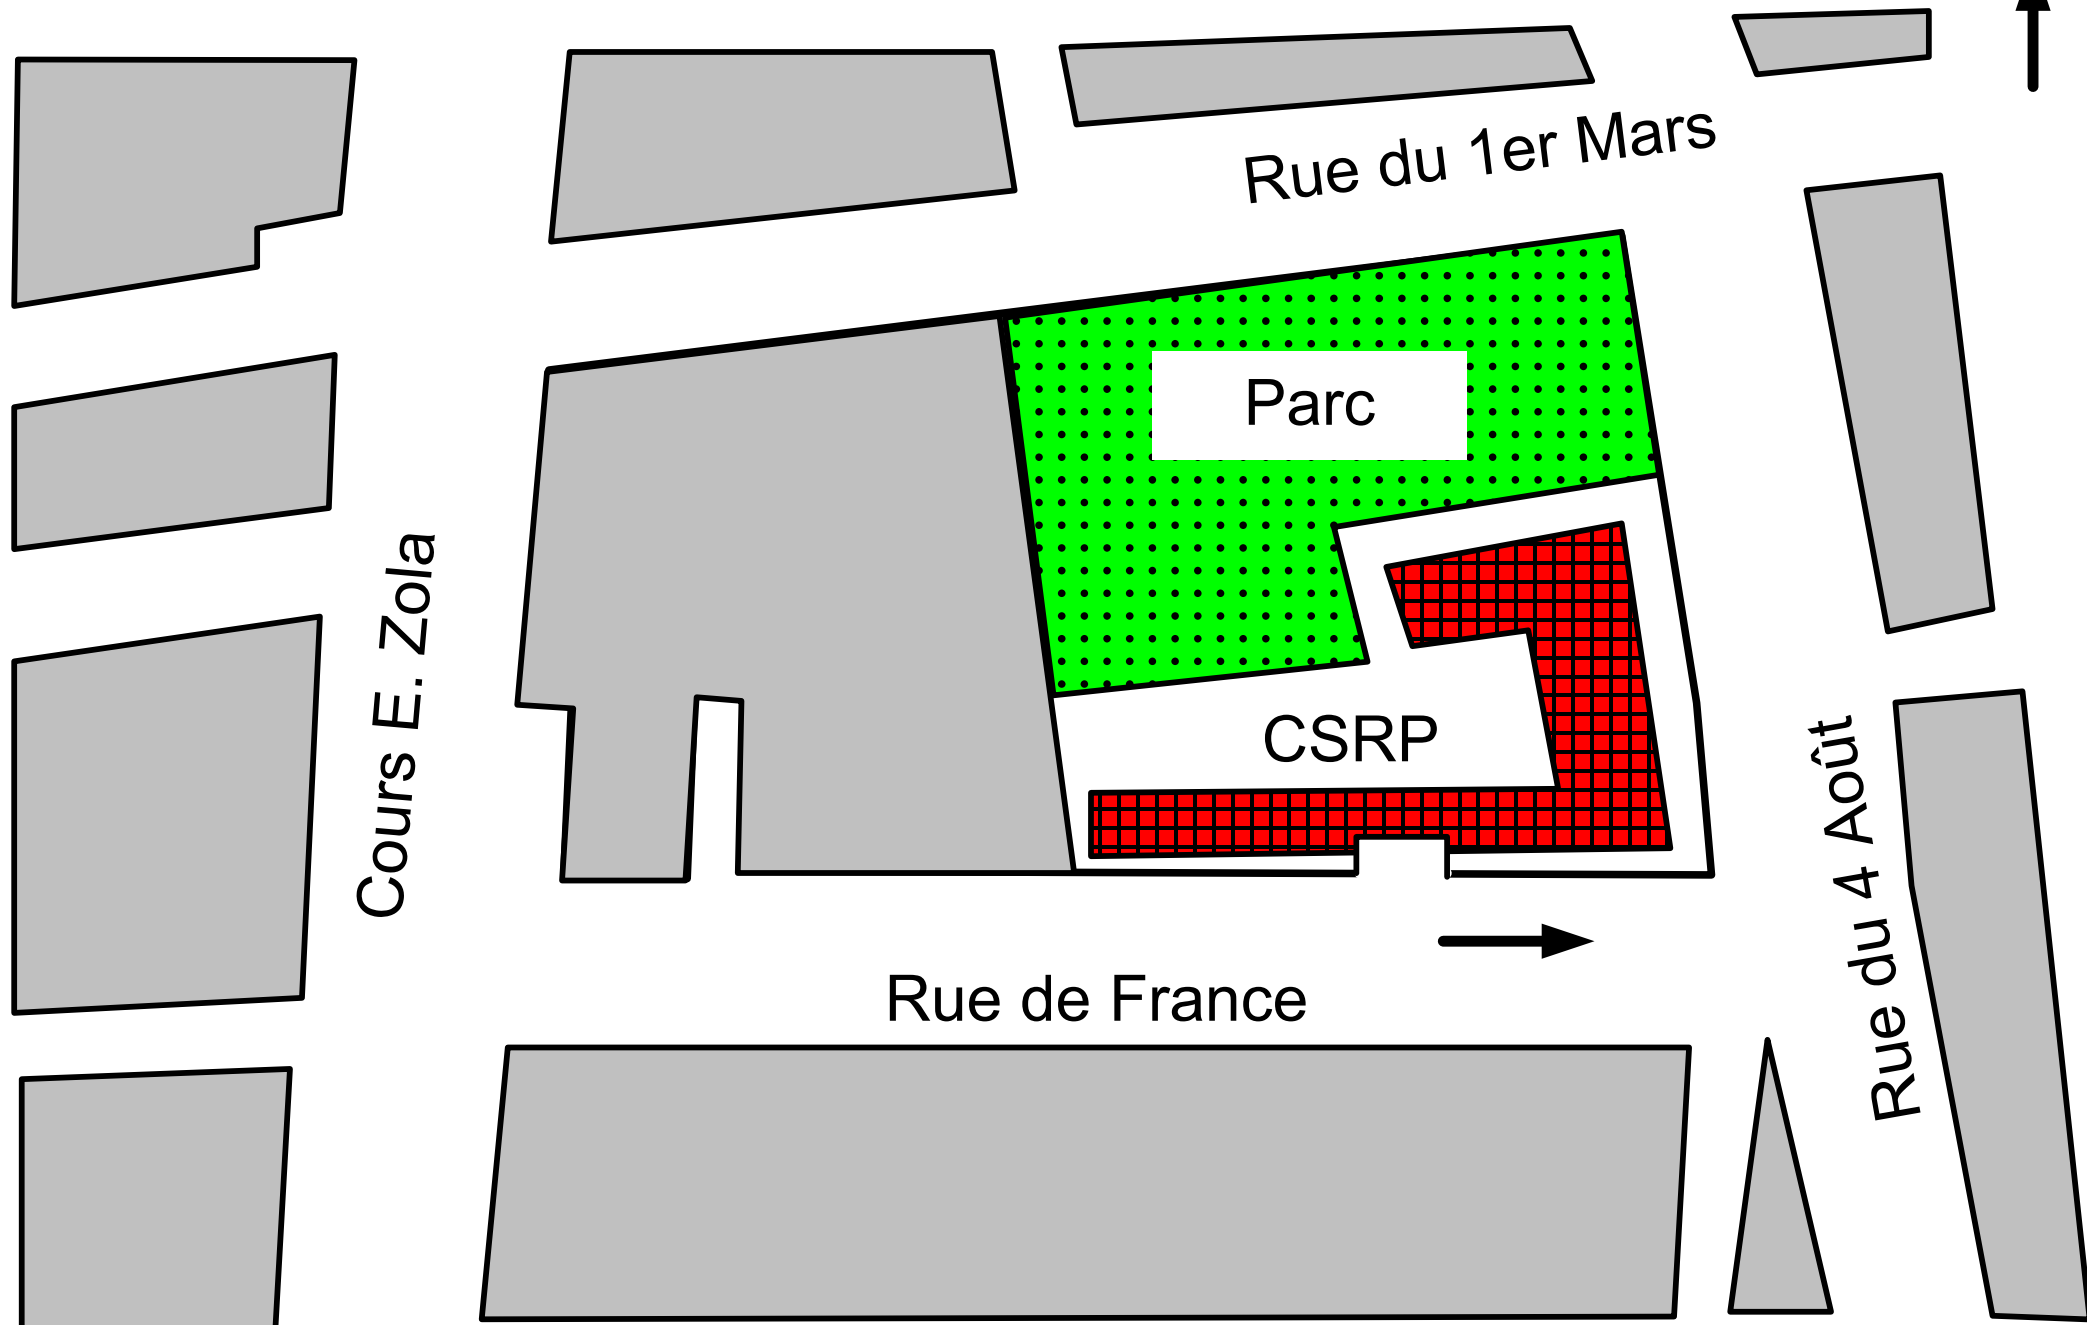 Rue du 1er Mars
Parc
Cours E. Zola
CSRP
Rue du 4 Août
Rue de France